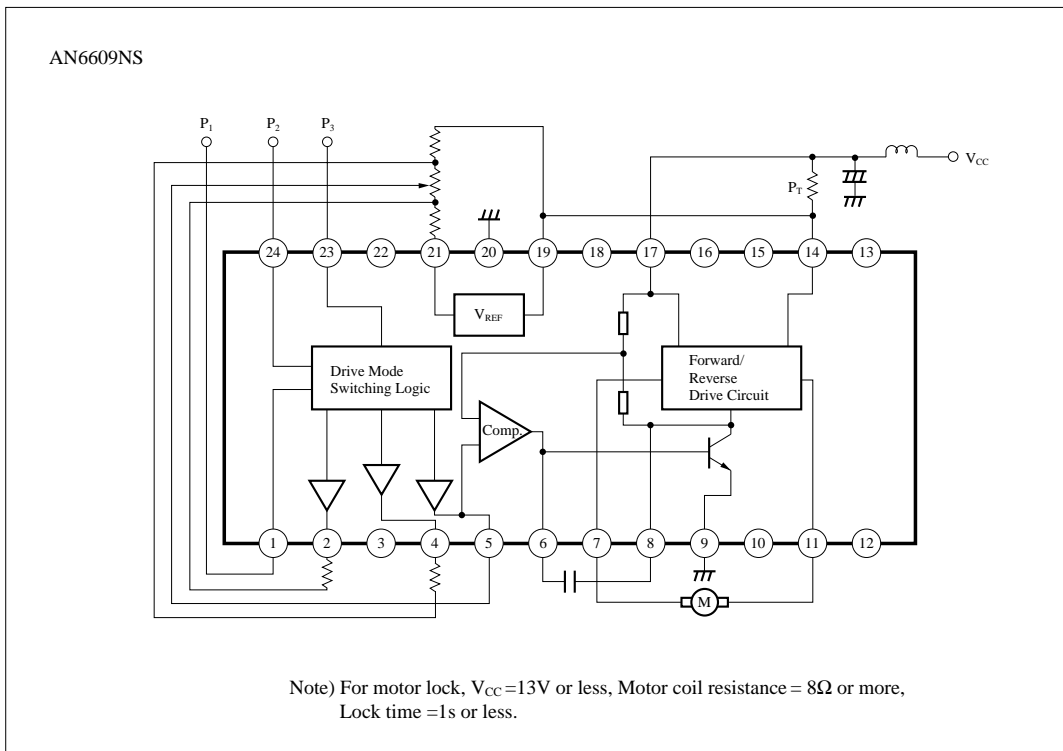 AN6609NS
P1
P2
P3
VCC
PT
24
23
22
21
20
19
18
17
16
15
14
13
VREF
Drive Mode
Switching Logic
Forward/
Reverse
Drive Circuit
Comp.
1
2
3
4
5
6
7
8
9
10
11
12
M
Note) For motor lock, VCC =13V or less, Motor coil resistance = 8Ω or more,
Lock time =1s or less.